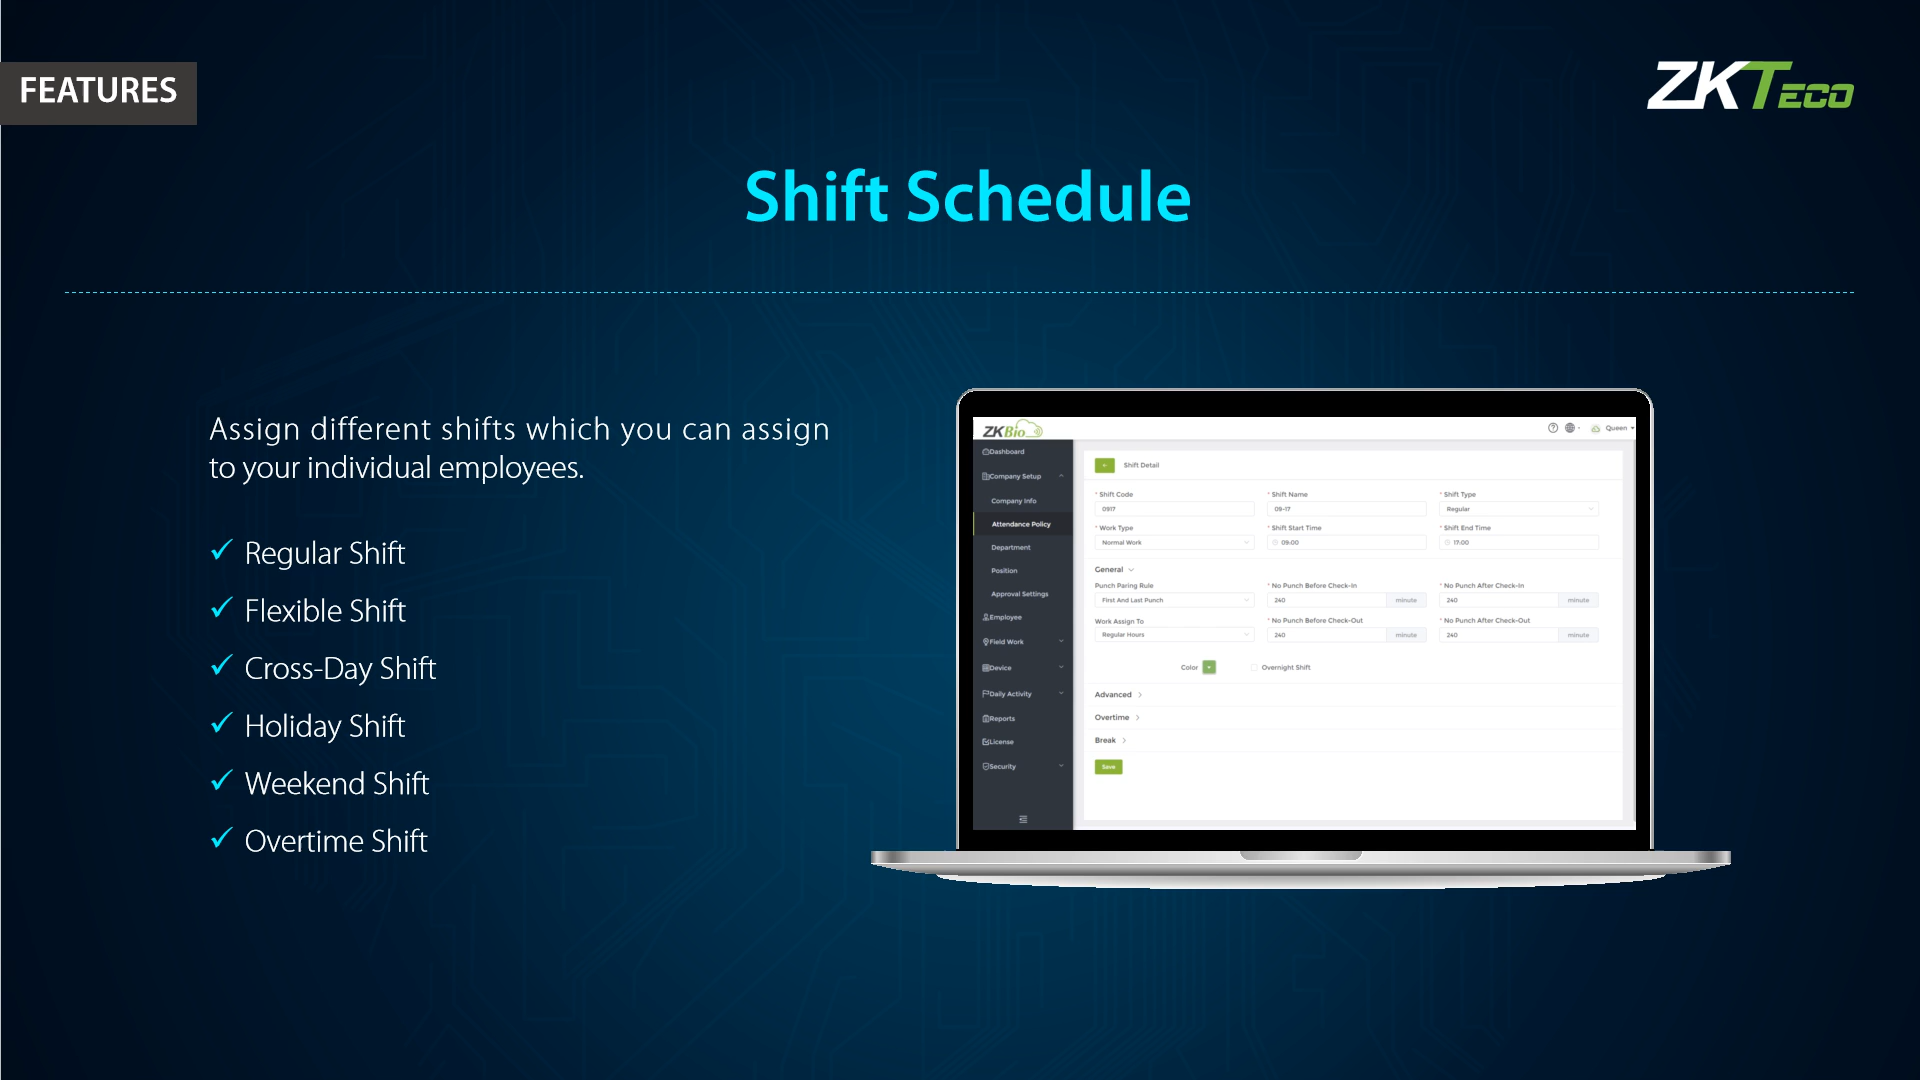 FEATURES
ZKTECO
Shift Schedule
Assign different shifts which you can assign
to your individual employees.
✓ Regular Shift
✓ Flexible Shift
✓ Cross-Day Shift
✓ Holiday Shift
✓ Weekend Shift
✓ Overtime Shift
ZKBio
Queen
Dashboard
Company Setup
Company Info
Attendance Policy
Department
Position
Approval Settings
Employee
Field Work
Device
Daily Activity
Reports
License
Security
Shift Detail
* Shift Code * Shift Name * Shift Type
0917 09-17 Regular
* Work Type * Shift Start Time * Shift End Time
Normal Work 09:00 17:00
General
Punch Paring Rule * No Punch Before Check-In * No Punch After Check-In
First And Last Punch 240 minute 240 minute
Work Assign To * No Punch Before Check-Out * No Punch After Check-Out
Regular Hours 240 minute 240 minute
Color Overnight Shift
Advanced
Overtime
Break
Save